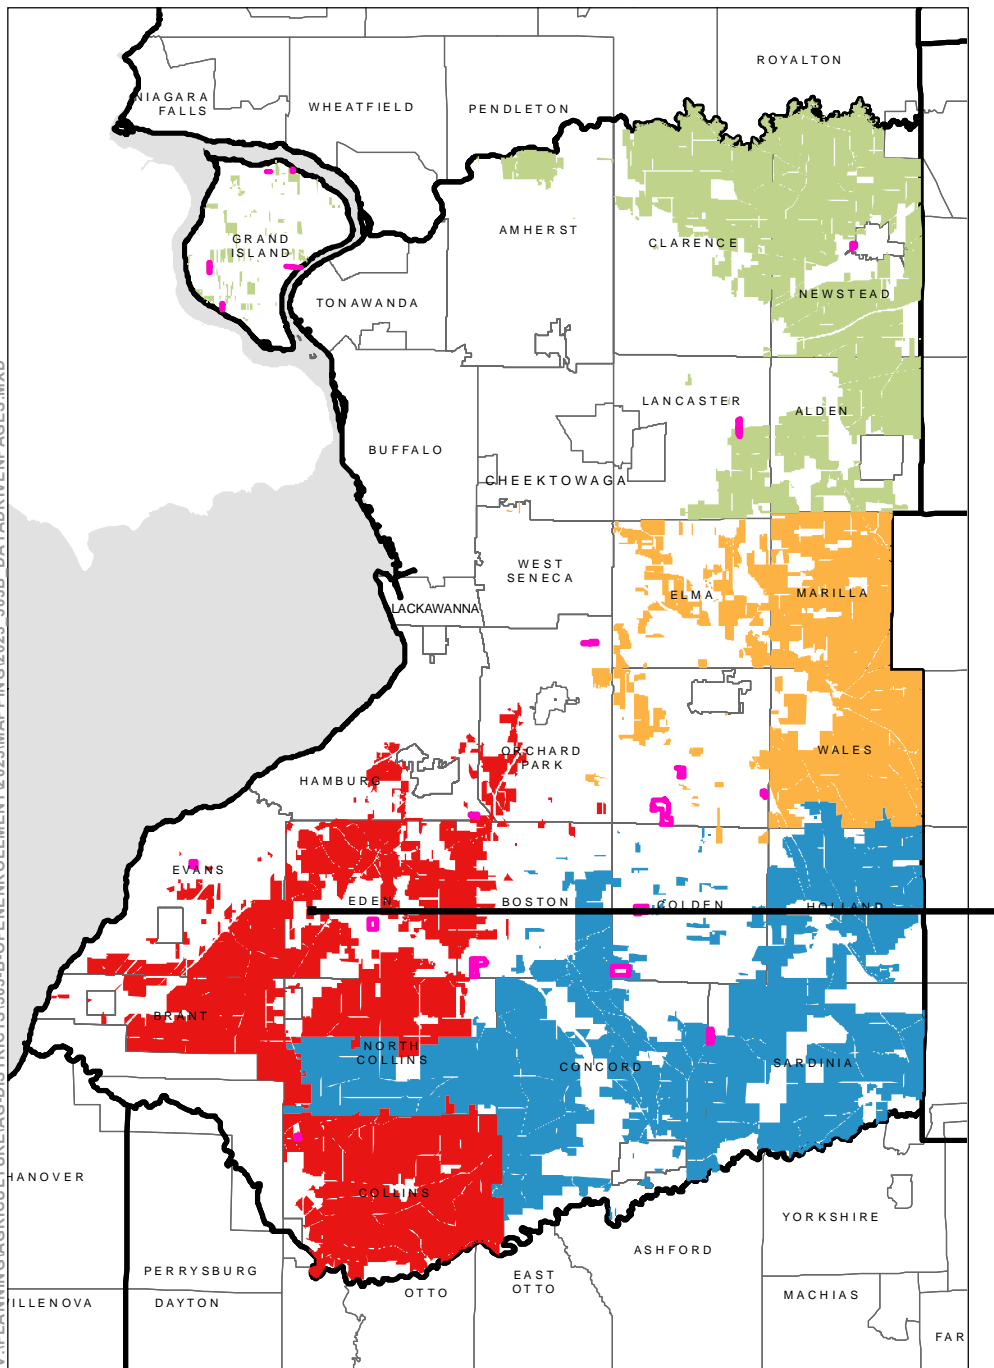 ROYALTON
NIAGARA
FALLS
WHEATFIELD
PENDLETON
GRAND
ISLAND
AMHERST
CLARENCE
NEWSTEAD
TONAWANDA
LANCASTER
ALDEN
BUFFALO
CHEEKTOWAGA
WEST
SENECA
ELMA
MARILLA
LACKAWANNA
ORCHARD
PARK
WALES
HAMBURG
EVANS
EDEN
BOSTON
COLDEN
HOLLAND
BRANT
NORTH
COLLINS
CONCORD
SARDINIA
HANOVER
COLLINS
YORKSHIRE
ASHFORD
PERRYSBURG
EAST
OTTO
OTTO
MACHIAS
ILLENOVA
DAYTON
FAR